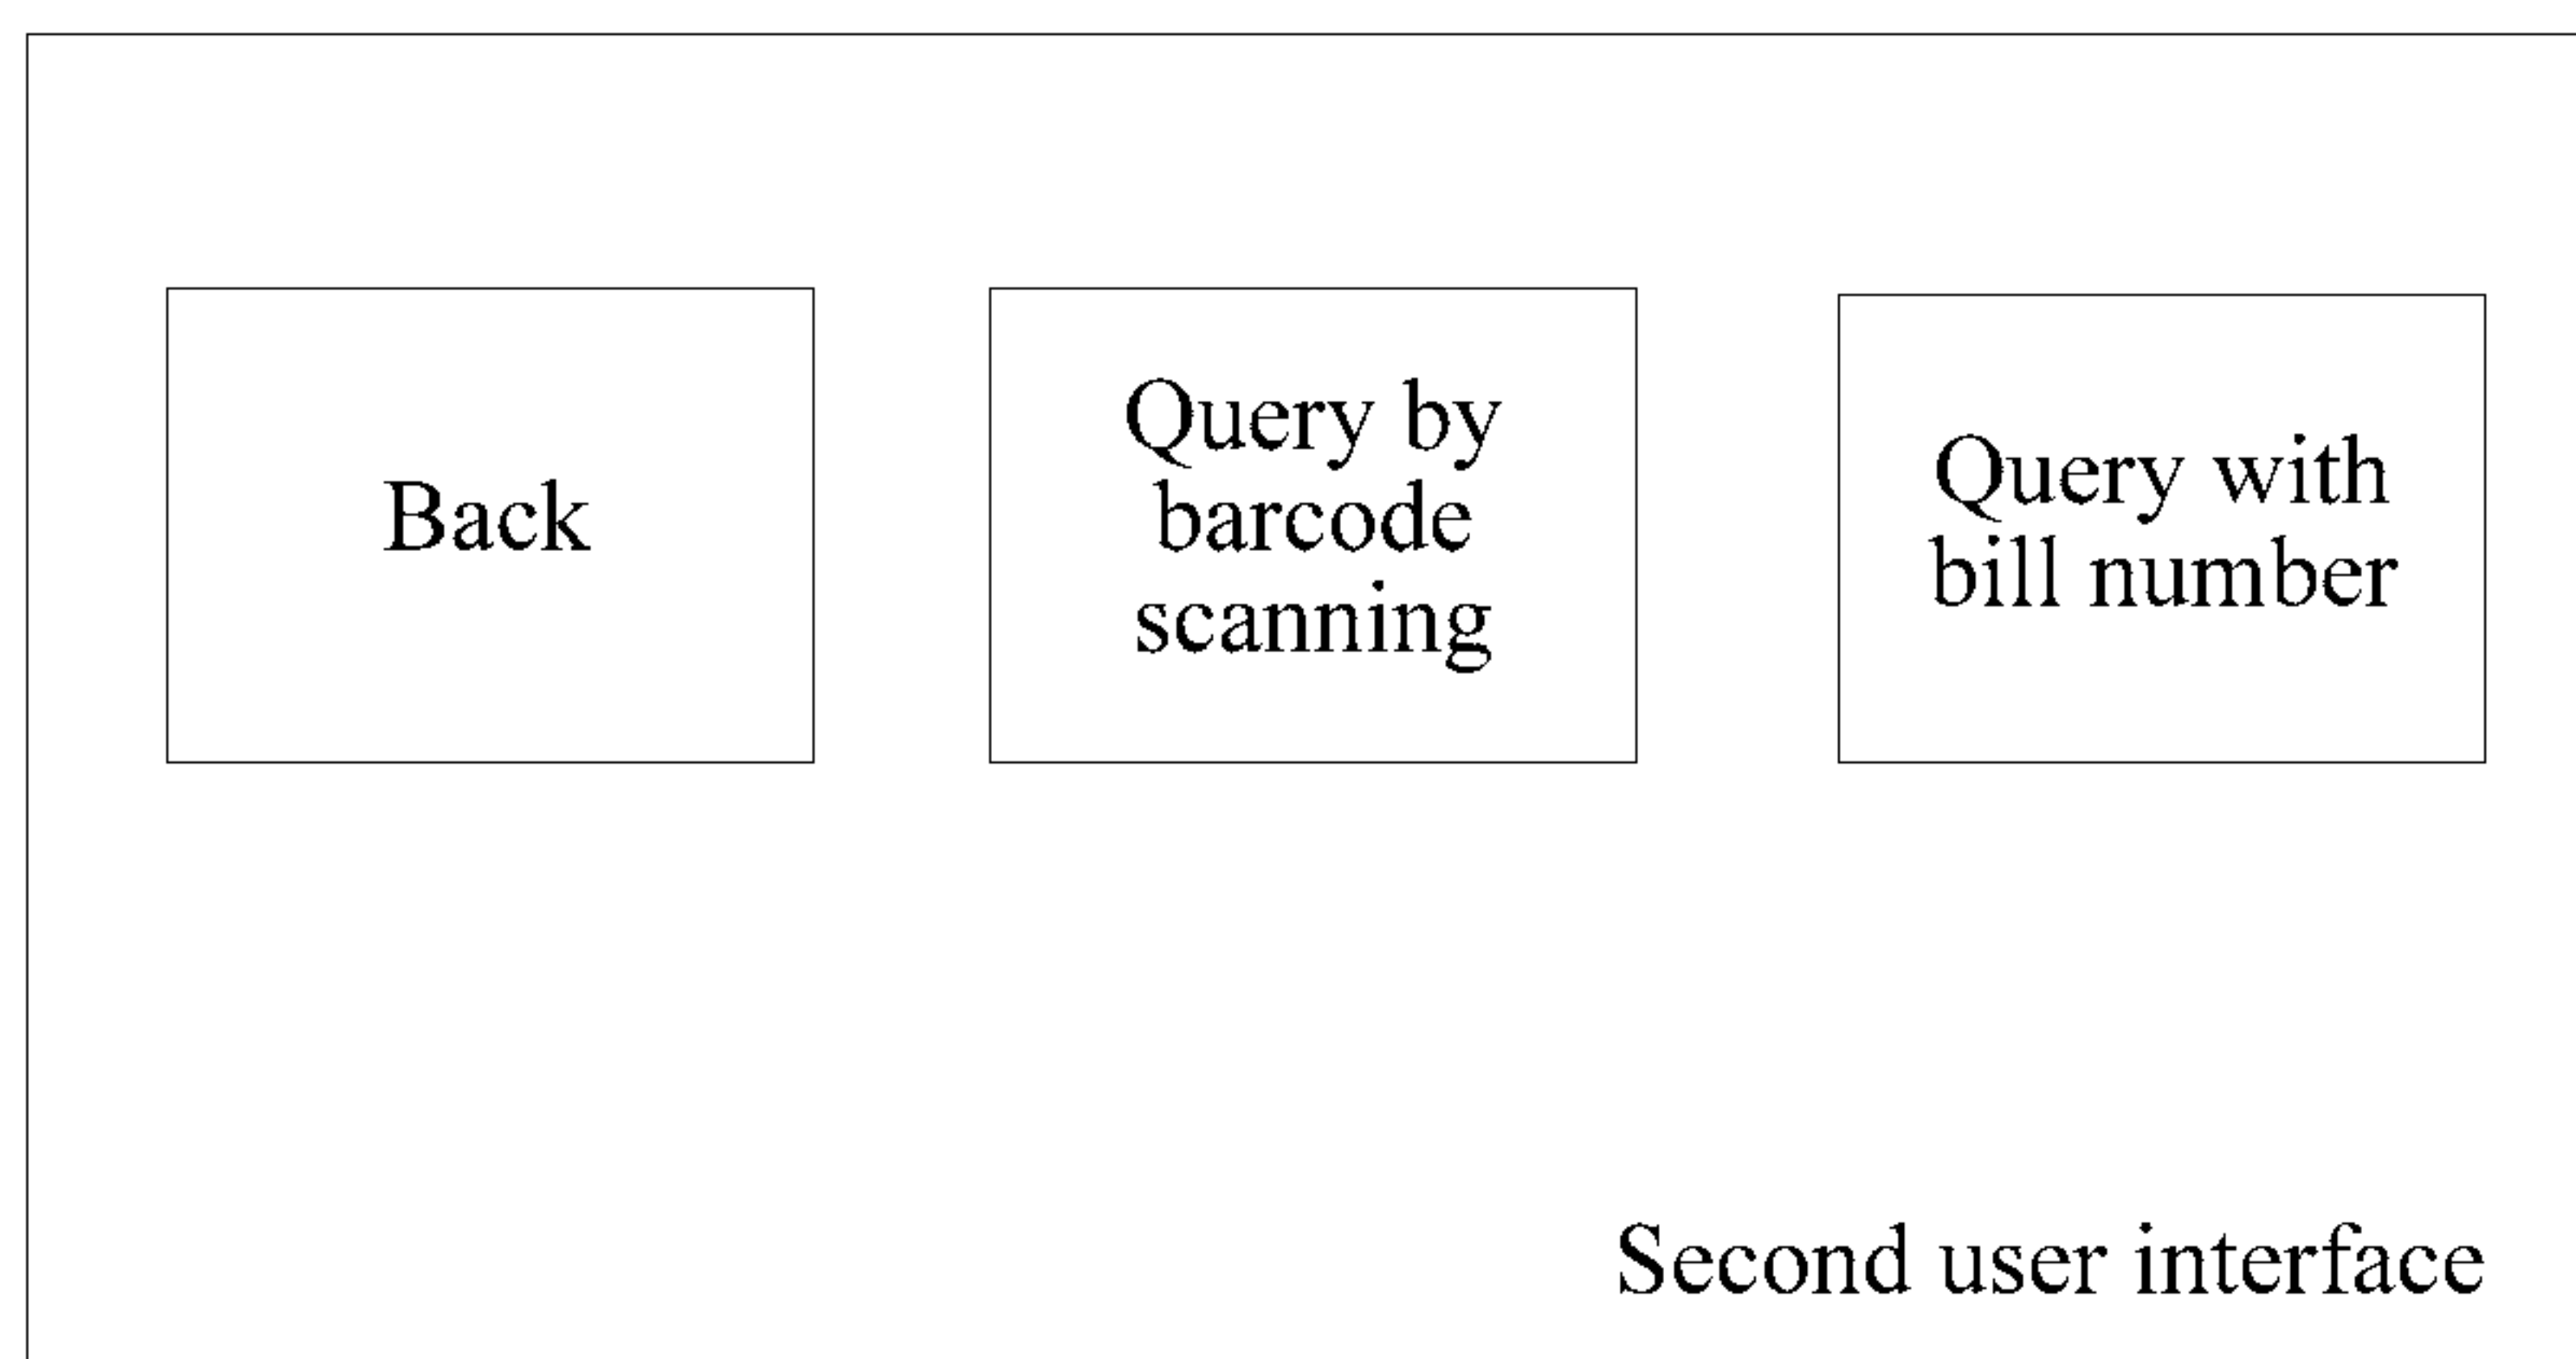 Back
Query by
barcode
scanning
Query with
bill number
Second user interface